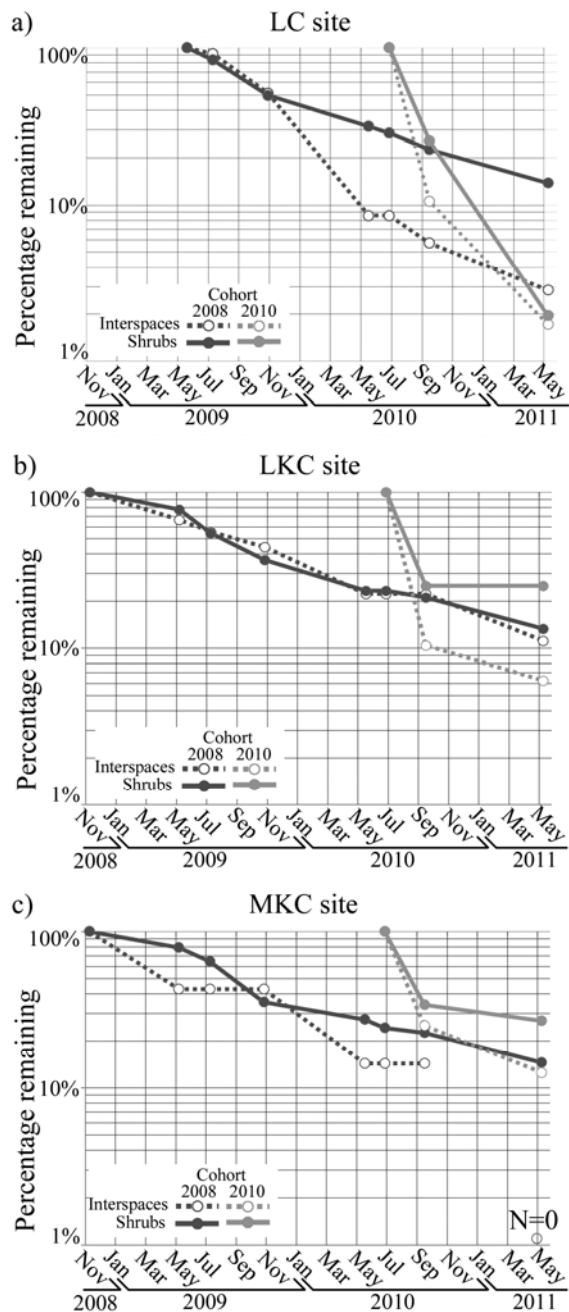 a) LC site
Percentage remaining
100%
10%
1%
Cohort
2008 2010
Interspaces
Shrubs
Nov Jan Mar May Jul Sep Nov Jan Mar May Jul Sep Nov Jan Mar May
2008 2009 2010 2011
b) LKC site
Percentage remaining
100%
10%
1%
Cohort
2008 2010
Interspaces
Shrubs
Nov Jan Mar May Jul Sep Nov Jan Mar May Jul Sep Nov Jan Mar May
2008 2009 2010 2011
c) MKC site
Percentage remaining
100%
10%
1%
Cohort
2008 2010
Interspaces
Shrubs
N=0
Nov Jan Mar May Jul Sep Nov Jan Mar May Jul Sep Nov Jan Mar May
2008 2009 2010 2011